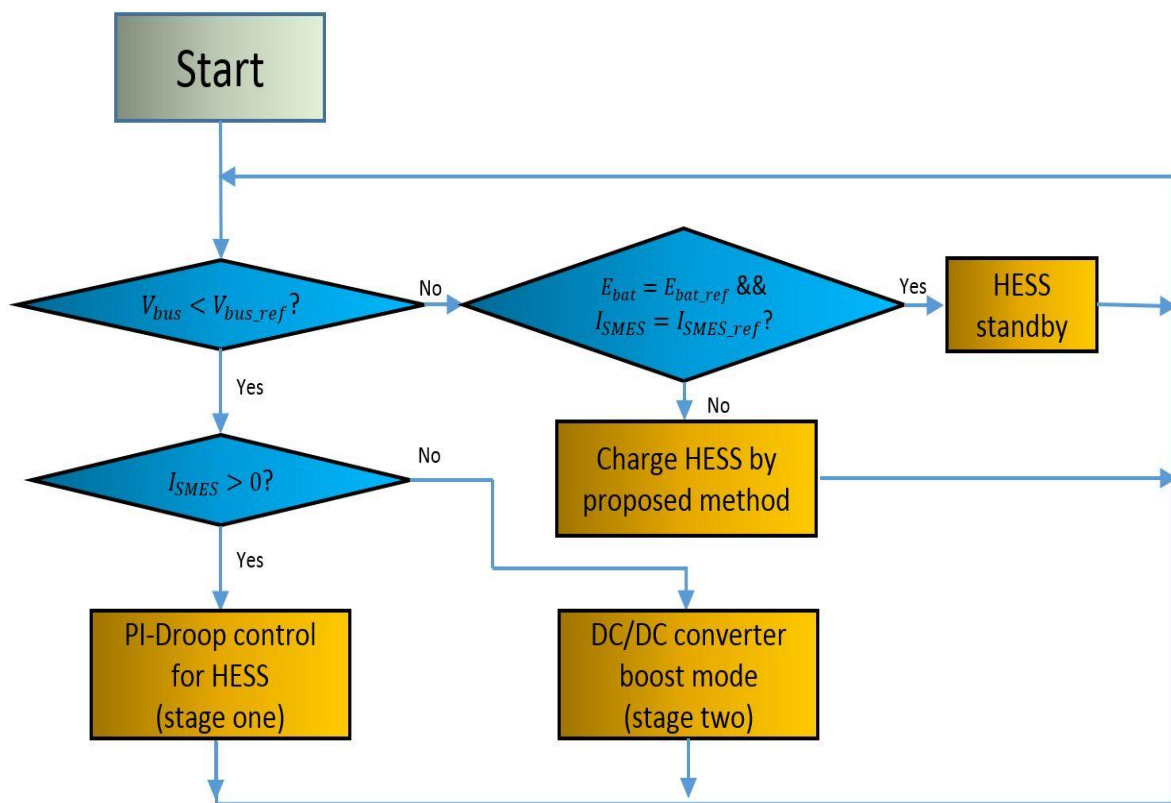 Start
V_bus < V_bus_ref?
No
E_bat = E_bat_ref &&
I_SMES = I_SMES_ref?
Yes
HESS
standby
Yes
No
I_SMES > 0?
No
Charge HESS by
proposed method
Yes
PI-Droop control
for HESS
(stage one)
DC/DC converter
boost mode
(stage two)